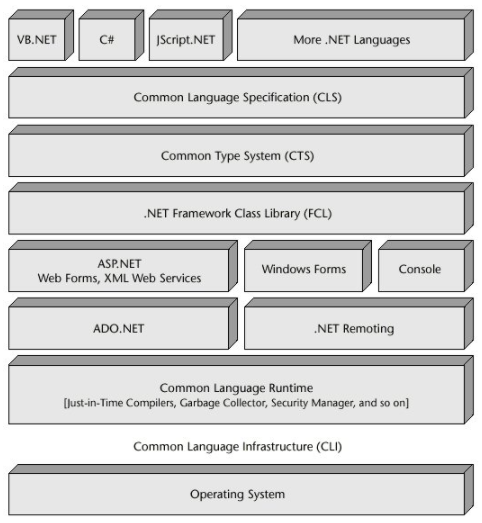 VB.NET
C#
JScript.NET
More .NET Languages
Common Language Specification (CLS)
Common Type System (CTS)
.NET Framework Class Library (FCL)
ASP.NET
Web Forms, XML Web Services
Windows Forms
Console
ADO.NET
.NET Remoting
Common Language Runtime
[Just-in-Time Compilers, Garbage Collector, Security Manager, and so on]
Common Language Infrastructure (CLI)
Operating System